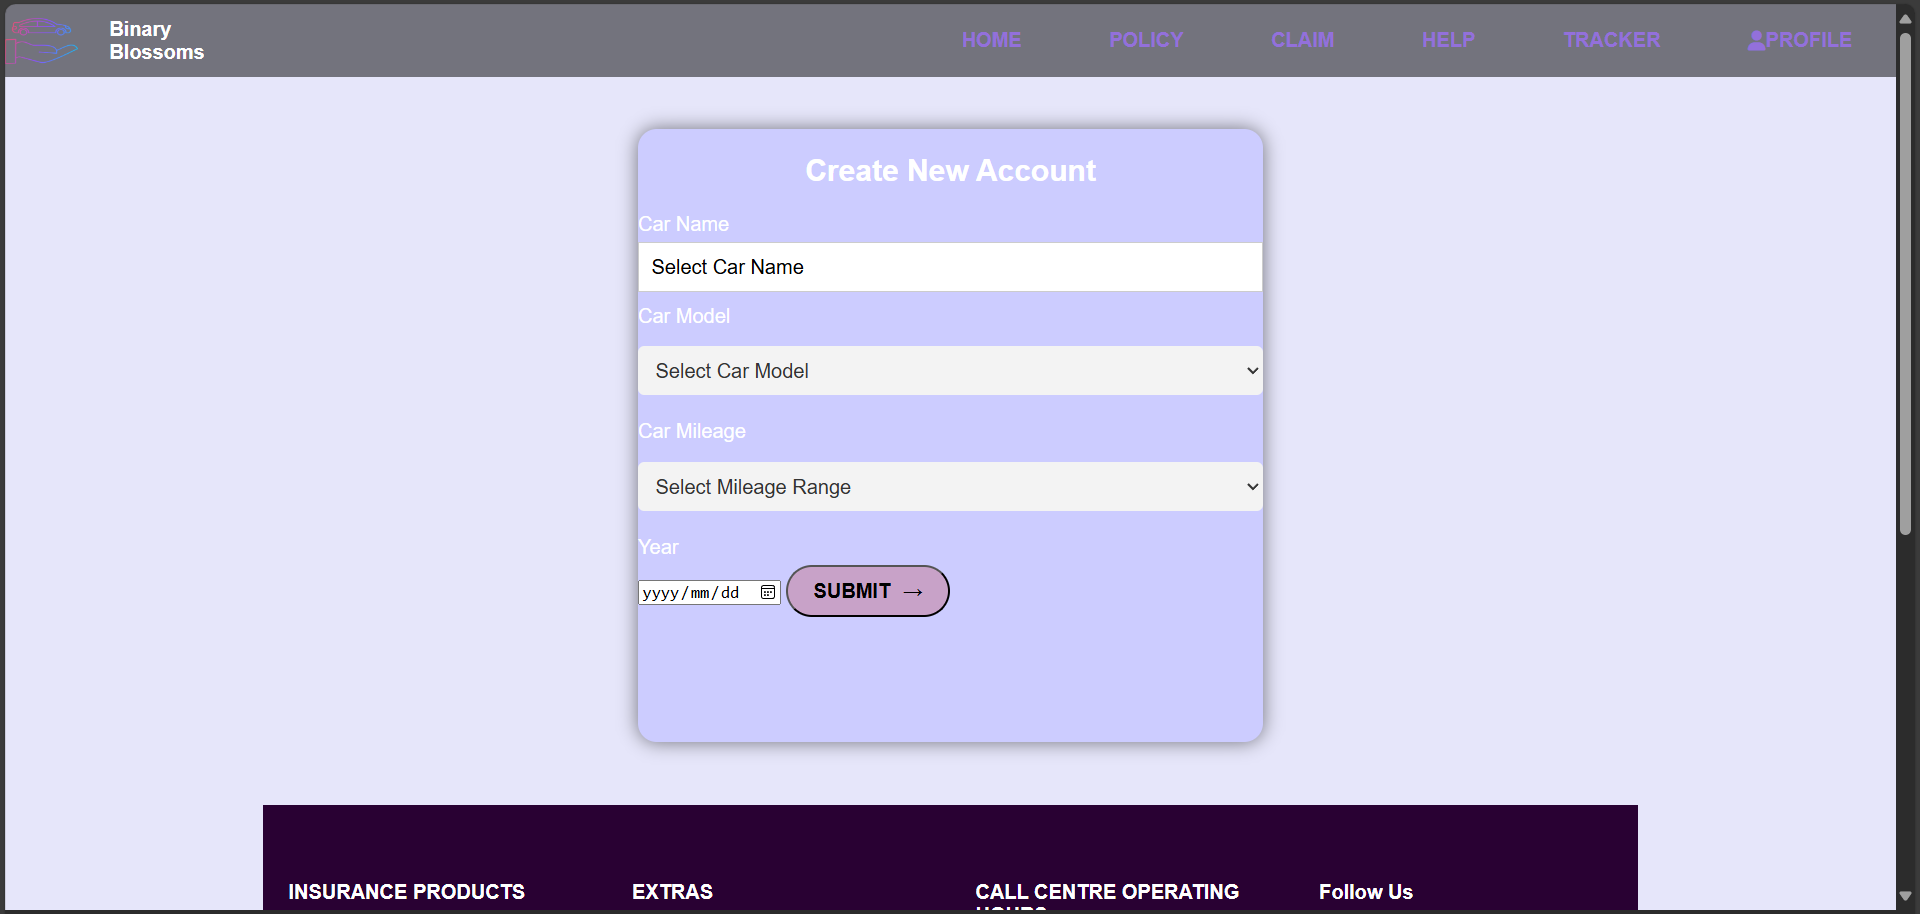 Binary
Blossoms
HOME
POLICY
CLAIM
HELP
TRACKER
PROFILE
Create New Account
Car Name
Select Car Name
Car Model
Select Car Model
Car Mileage
Select Mileage Range
Year
yyyy/mm/dd
SUBMIT →
INSURANCE PRODUCTS
EXTRAS
CALL CENTRE OPERATING
HOURS
Follow Us